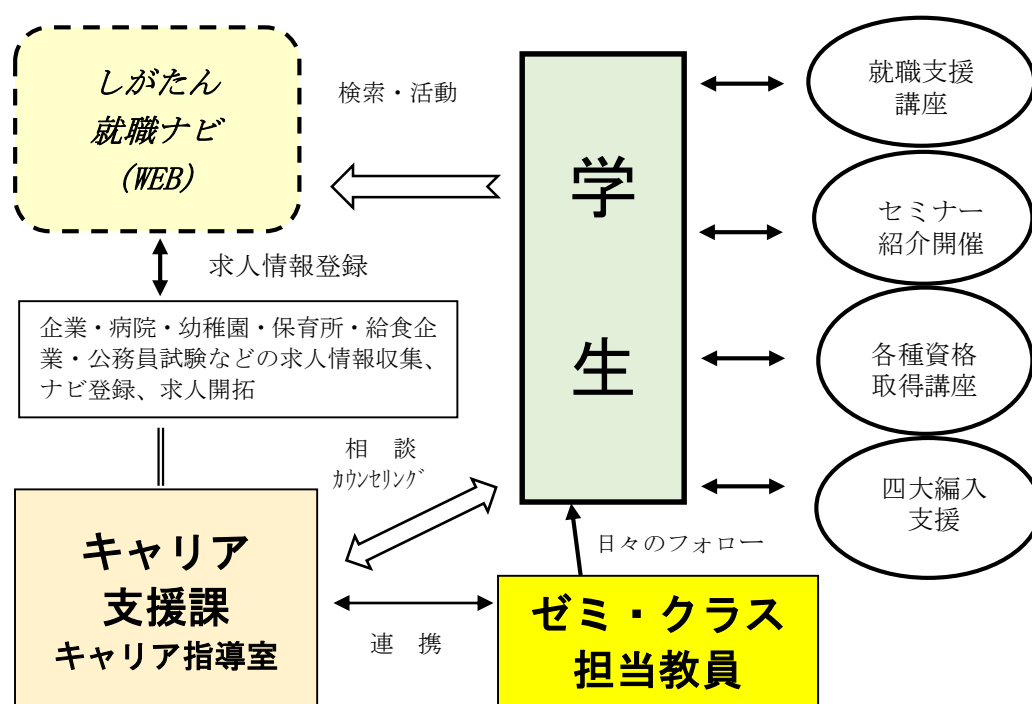 しがたん
就職ナビ
(WEB)
検索・活動
学
生
就職支援
講座
セミナー
紹介開催
各種資格
取得講座
四大編入
支援
求人情報登録
企業・病院・幼稚園・保育所・給食企
業・公務員試験などの求人情報収集、
ナビ登録、求人開拓
相　談
ｶｳﾝｾﾘﾝｸﾞ
キャリア
支援課
キャリア指導室
連　携
日々のフォロー
ゼミ・クラス
担当教員